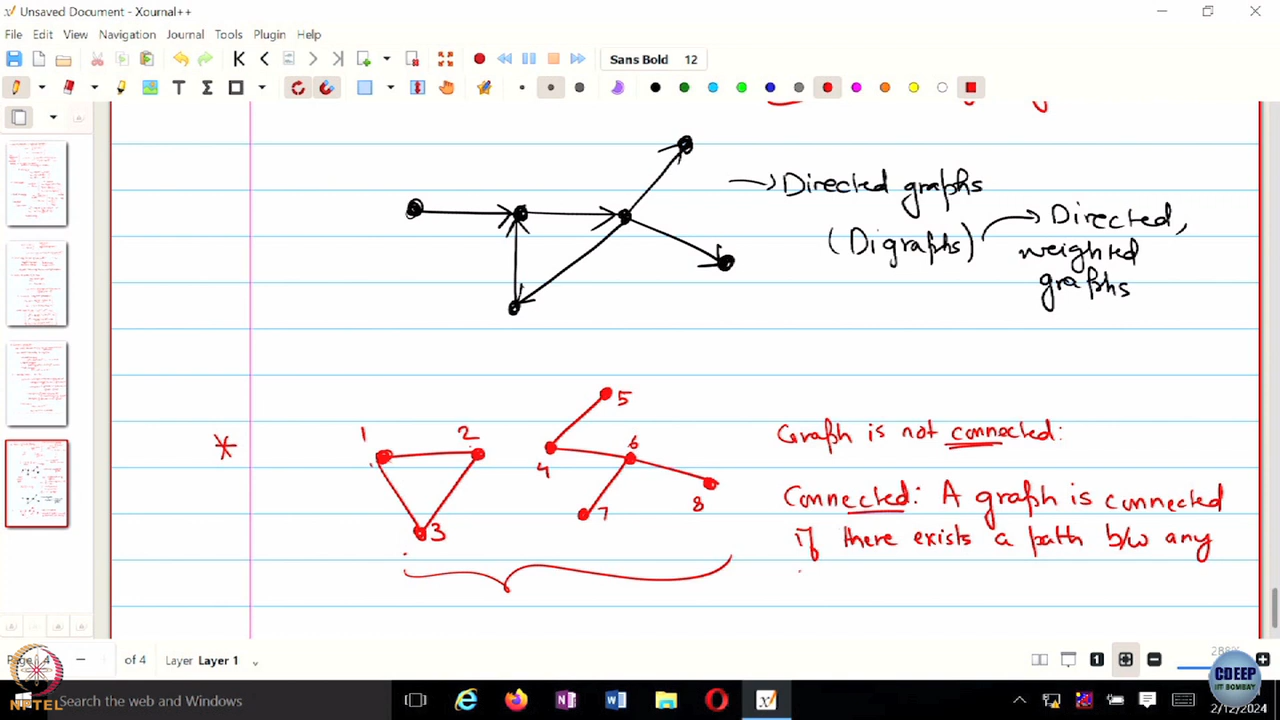 Unsaved Document - Xournal++
File Edit View Navigation Journal Tools Plugin Help
Sans Bold 12
Directed graphs
(Digraphs)
Directed,
weighted
graphs
*
1
2
3
4
5
6
7
8
Graph is not connected:
Connected: A graph is connected
if there exists a path b/w any
of 4 Layer Layer 1
1
288%
NPTEL
Search the web and Windows
CDEEP
IIT BOMBAY
2/12/2024